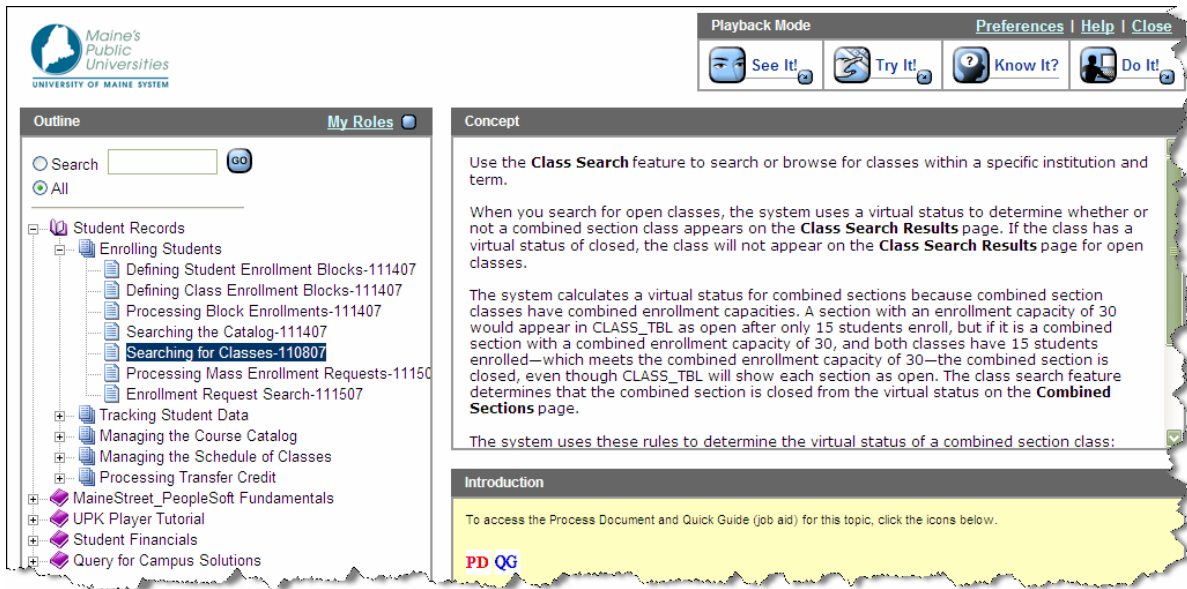 Maine's
Public
Universities
UNIVERSITY OF MAINE SYSTEM
Playback Mode
Preferences | Help | Close
See It!
Try It!
Know It?
Do It!
Outline
My Roles
Search
GO
All
Student Records
Enrolling Students
Defining Student Enrollment Blocks-111407
Defining Class Enrollment Blocks-111407
Processing Block Enrollments-111407
Searching the Catalog-111407
Searching for Classes-110807
Processing Mass Enrollment Requests-11150
Enrollment Request Search-111507
Tracking Student Data
Managing the Course Catalog
Managing the Schedule of Classes
Processing Transfer Credit
MaineStreet_PeopleSoft Fundamentals
UPK Player Tutorial
Student Financials
Query for Campus Solutions
Concept
Use the Class Search feature to search or browse for classes within a specific institution and
term.
When you search for open classes, the system uses a virtual status to determine whether or
not a combined section class appears on the Class Search Results page. If the class has a
virtual status of closed, the class will not appear on the Class Search Results page for open
classes.
The system calculates a virtual status for combined sections because combined section
classes have combined enrollment capacities. A section with an enrollment capacity of 30
would appear in CLASS_TBL as open after only 15 students enroll, but if it is a combined
section with a combined enrollment capacity of 30, and both classes have 15 students
enrolled—which meets the combined enrollment capacity of 30—the combined section is
closed, even though CLASS_TBL will show each section as open. The class search feature
determines that the combined section is closed from the virtual status on the Combined
Sections page.
The system uses these rules to determine the virtual status of a combined section class:
Introduction
To access the Process Document and Quick Guide (job aid) for this topic, click the icons below.
PD QG